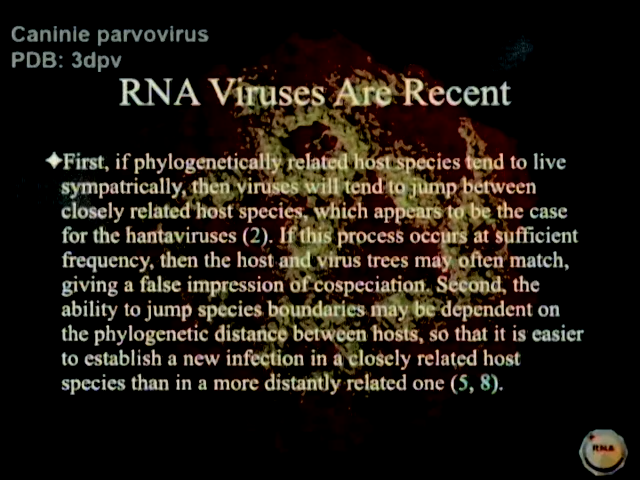 Caninie parvovirus
PDB: 3dpv
RNA Viruses Are Recent
✦First, if phylogenetically related host species tend to live
sympatrically, then viruses will tend to jump between
closely related host species, which appears to be the case
for the hantaviruses (2). If this process occurs at sufficient
frequency, then the host and virus trees may often match,
giving a false impression of cospeciation. Second, the
ability to jump species boundaries may be dependent on
the phylogenetic distance between hosts, so that it is easier
to establish a new infection in a closely related host
species than in a more distantly related one (5, 8).
RNA